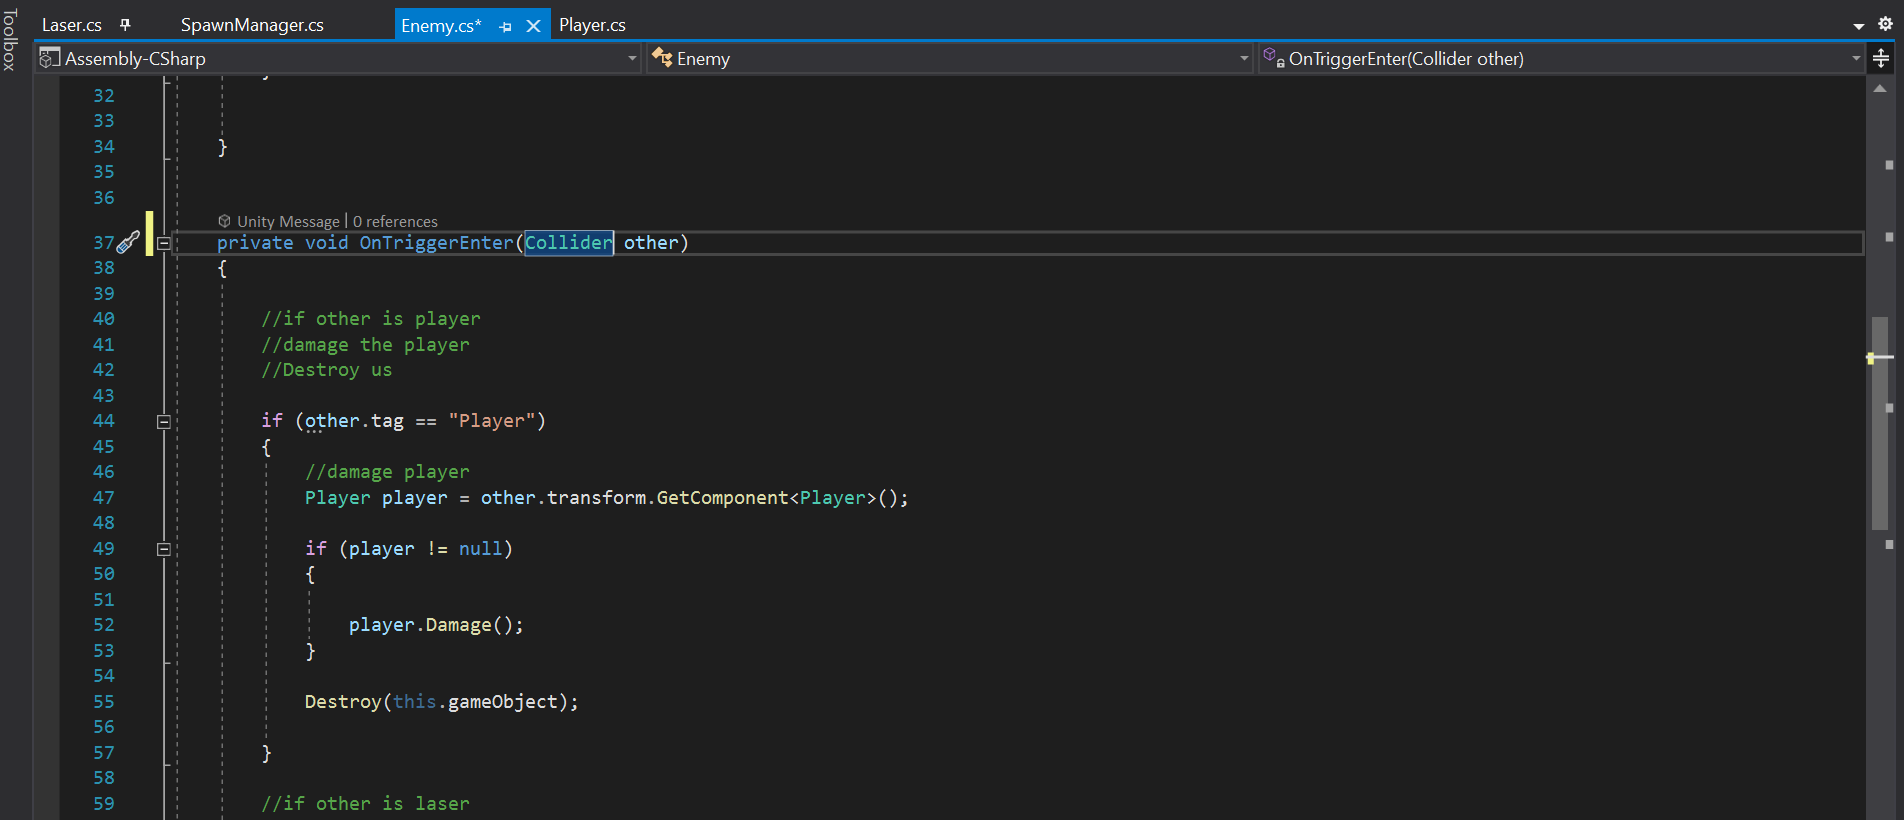 Toolbox
Laser.cs SpawnManager.cs Enemy.cs* Player.cs
Assembly-CSharp Enemy OnTriggerEnter(Collider other)
}
32
33
34 }
35
36
Unity Message | 0 references
37 private void OnTriggerEnter(Collider other)
38 {
39
40 //if other is player
41 //damage the player
42 //Destroy us
43
44 if (other.tag == "Player")
45 {
46 //damage player
47 Player player = other.transform.GetComponent<Player>();
48
49 if (player != null)
50 {
51
52 player.Damage();
53 }
54
55 Destroy(this.gameObject);
56
57 }
58
59 //if other is laser